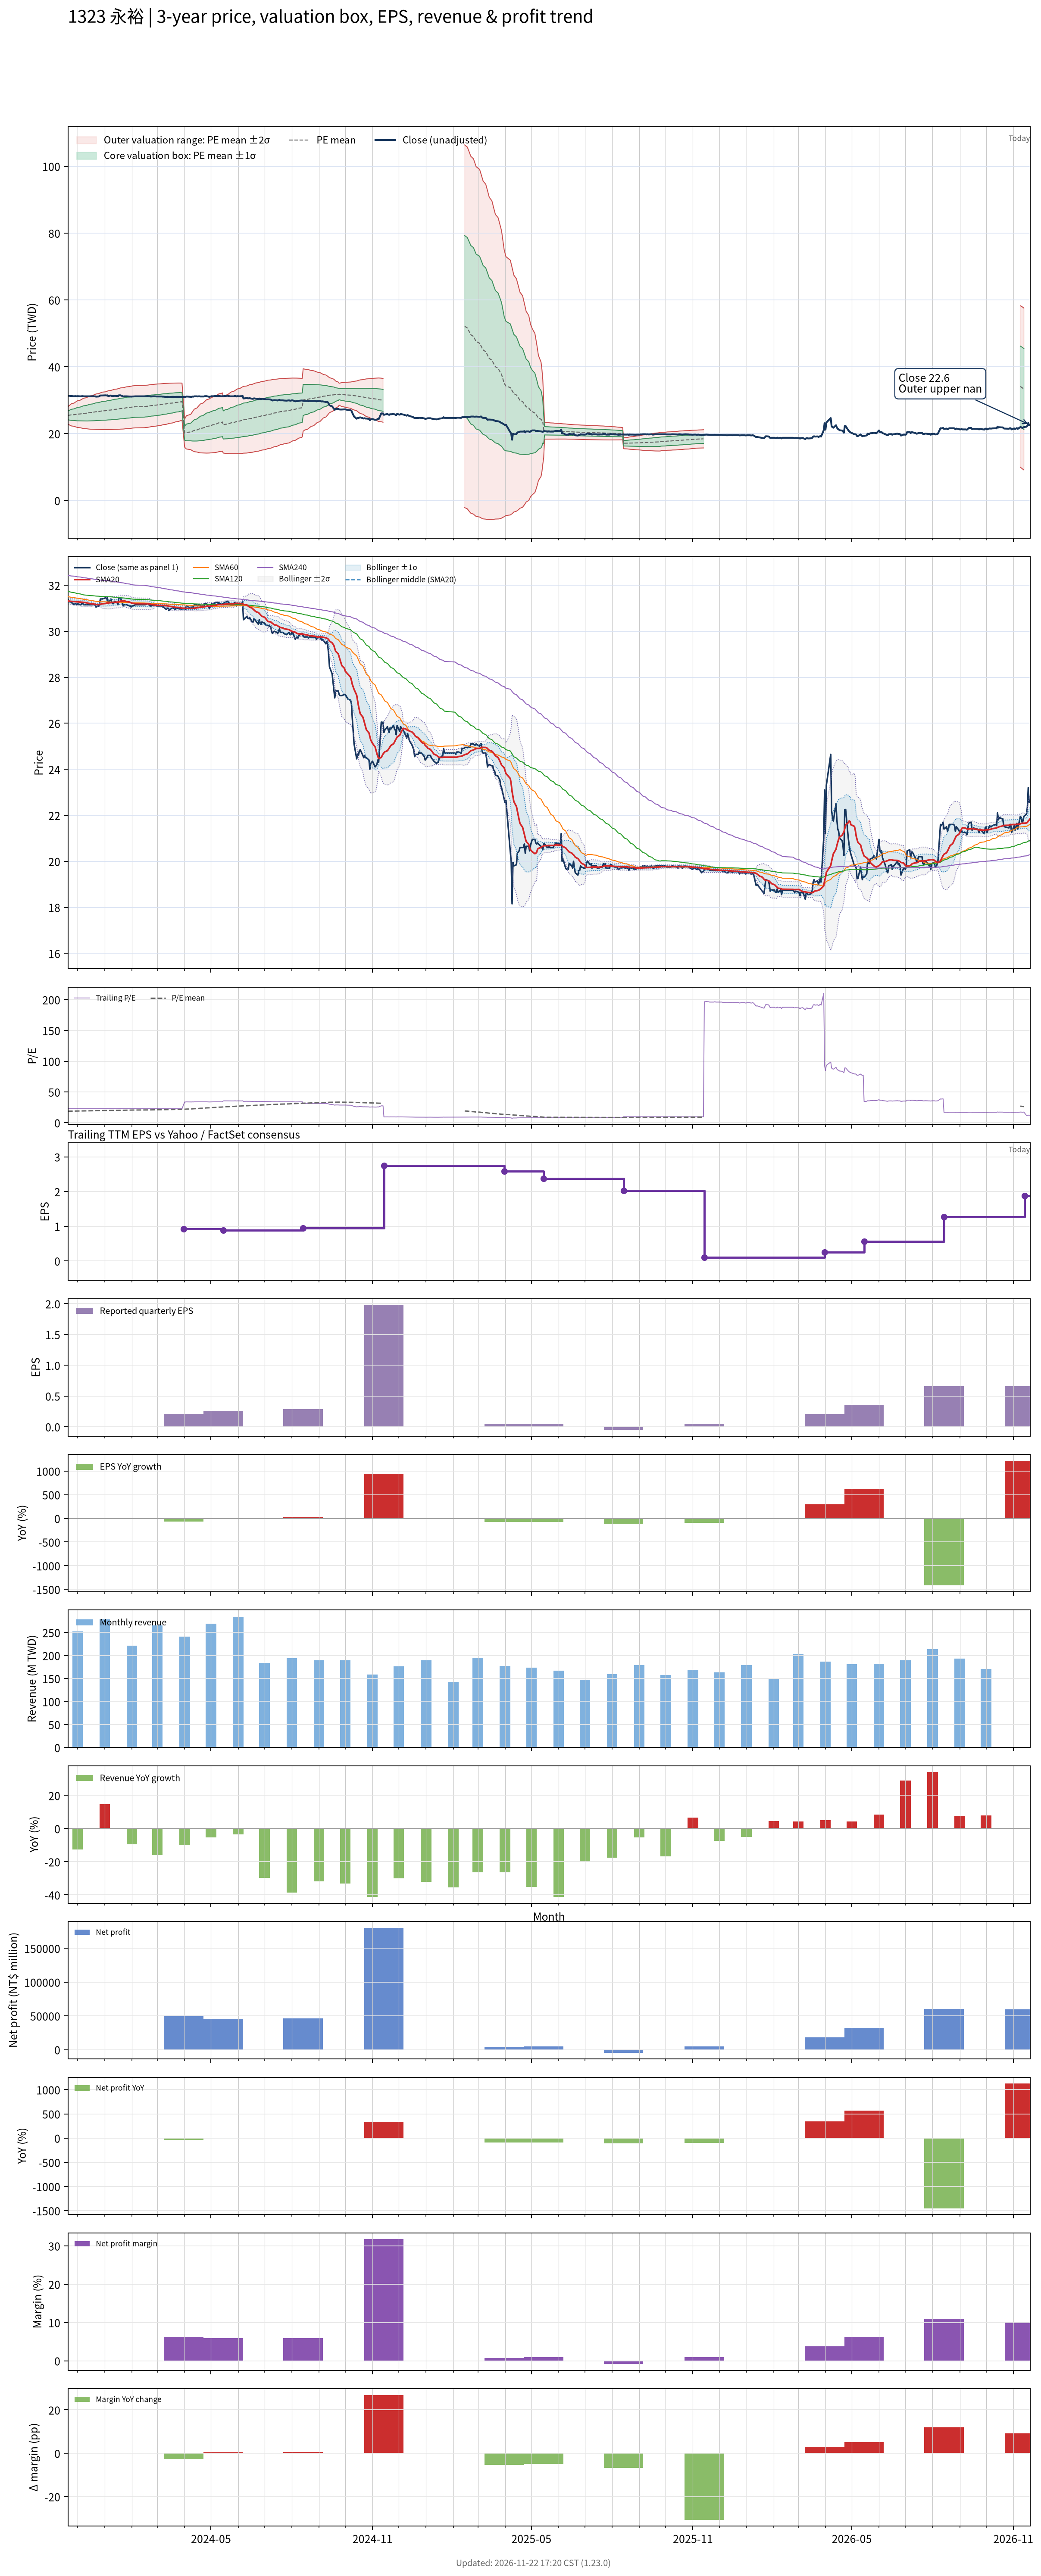 1323 永裕 | 3-year price, valuation box, EPS, revenue & profit trend
Outer valuation range: PE mean ±2σ
PE mean
Close (unadjusted)
Core valuation box: PE mean ±1σ
Today
Price (TWD)
100
80
60
40
20
0
Close 22.6
Outer upper nan
Close (same as panel 1)
SMA20
SMA60
SMA120
SMA240
Bollinger ±2σ
Bollinger ±1σ
Bollinger middle (SMA20)
Price
32
30
28
26
24
22
20
18
16
Trailing P/E
P/E mean
P/E
200
150
100
50
0
Trailing TTM EPS vs Yahoo / FactSet consensus
Today
EPS
3
2
1
0
Reported quarterly EPS
EPS
2.0
1.5
1.0
0.5
0.0
EPS YoY growth
YoY (%)
1000
500
0
-500
-1000
-1500
Monthly revenue
Revenue (M TWD)
250
200
150
100
50
0
Revenue YoY growth
YoY (%)
20
0
-20
-40
Month
Net profit
Net profit (NT$ million)
150000
100000
50000
0
Net profit YoY
YoY (%)
1000
500
0
-500
-1000
-1500
Net profit margin
Margin (%)
30
20
10
0
Margin YoY change
Δ margin (pp)
20
0
-20
2024-05
2024-11
2025-05
2025-11
2026-05
2026-11
Updated: 2026-11-22 17:20 CST (1.23.0)